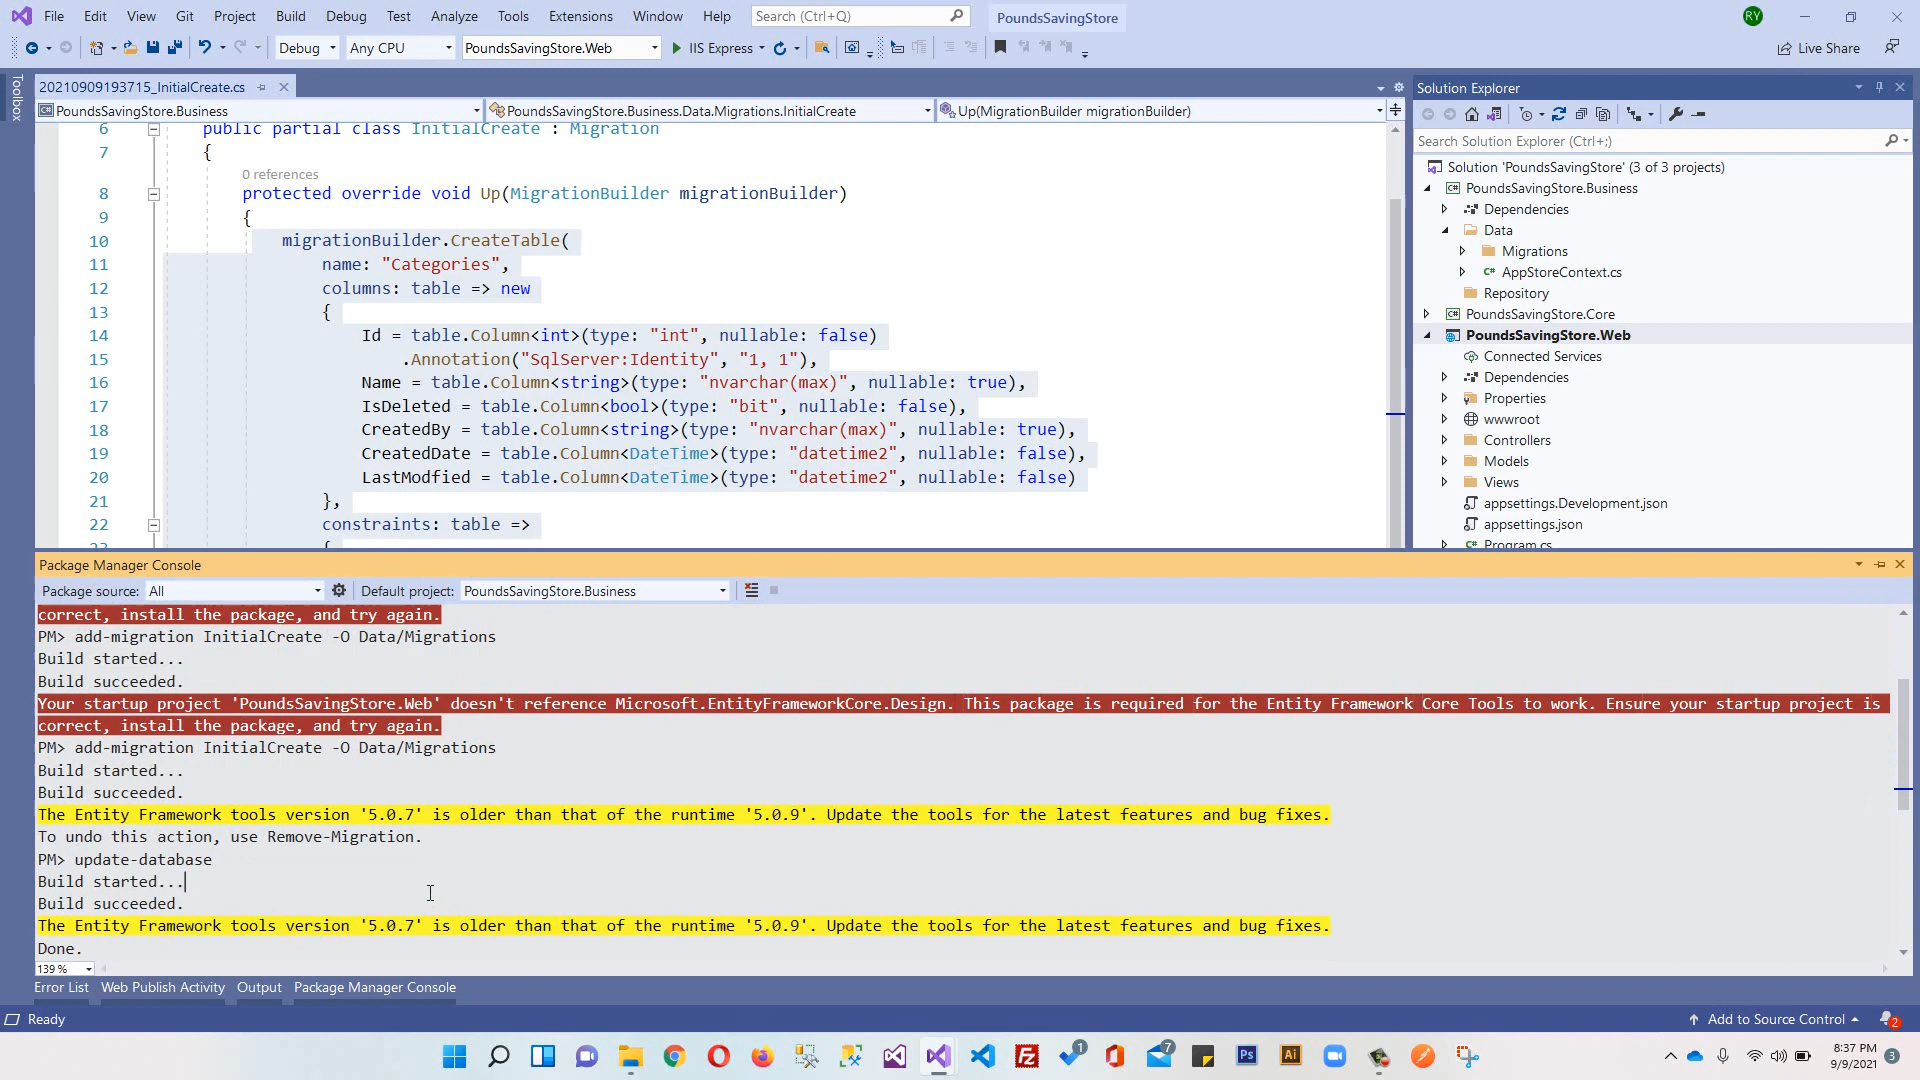 File Edit View Git Project Build Debug Test Analyze Tools Extensions Window Help Search (Ctrl+Q) PoundsSavingStore RY
Debug Any CPU PoundsSavingStore.Web IIS Express Live Share
Toolbox
20210909193715_InitialCreate.cs
PoundsSavingStore.Business PoundsSavingStore.Business.Data.Migrations.InitialCreate Up(MigrationBuilder migrationBuilder)
6 public partial class InitialCreate : Migration
7 {
0 references
8 protected override void Up(MigrationBuilder migrationBuilder)
9 {
10 migrationBuilder.CreateTable(
11 name: "Categories",
12 columns: table => new
13 {
14 Id = table.Column<int>(type: "int", nullable: false)
15 .Annotation("SqlServer:Identity", "1, 1"),
16 Name = table.Column<string>(type: "nvarchar(max)", nullable: true),
17 IsDeleted = table.Column<bool>(type: "bit", nullable: false),
18 CreatedBy = table.Column<string>(type: "nvarchar(max)", nullable: true),
19 CreatedDate = table.Column<DateTime>(type: "datetime2", nullable: false),
20 LastModfied = table.Column<DateTime>(type: "datetime2", nullable: false)
21 },
22 constraints: table =>
23 {
Solution Explorer
Search Solution Explorer (Ctrl+;)
Solution 'PoundsSavingStore' (3 of 3 projects)
PoundsSavingStore.Business
Dependencies
Data
Migrations
AppStoreContext.cs
Repository
PoundsSavingStore.Core
PoundsSavingStore.Web
Connected Services
Dependencies
Properties
wwwroot
Controllers
Models
Views
appsettings.Development.json
appsettings.json
Program.cs
Package Manager Console
Package source: All Default project: PoundsSavingStore.Business
correct, install the package, and try again.
PM> add-migration InitialCreate -O Data/Migrations
Build started...
Build succeeded.
Your startup project 'PoundsSavingStore.Web' doesn't reference Microsoft.EntityFrameworkCore.Design. This package is required for the Entity Framework Core Tools to work. Ensure your startup project is
correct, install the package, and try again.
PM> add-migration InitialCreate -O Data/Migrations
Build started...
Build succeeded.
The Entity Framework tools version '5.0.7' is older than that of the runtime '5.0.9'. Update the tools for the latest features and bug fixes.
To undo this action, use Remove-Migration.
PM> update-database
Build started...
Build succeeded.
The Entity Framework tools version '5.0.7' is older than that of the runtime '5.0.9'. Update the tools for the latest features and bug fixes.
Done.
139 %
Error List Web Publish Activity Output Package Manager Console
Ready Add to Source Control 2
1 7 Ps Ai 8:37 PM
9/9/2021 3